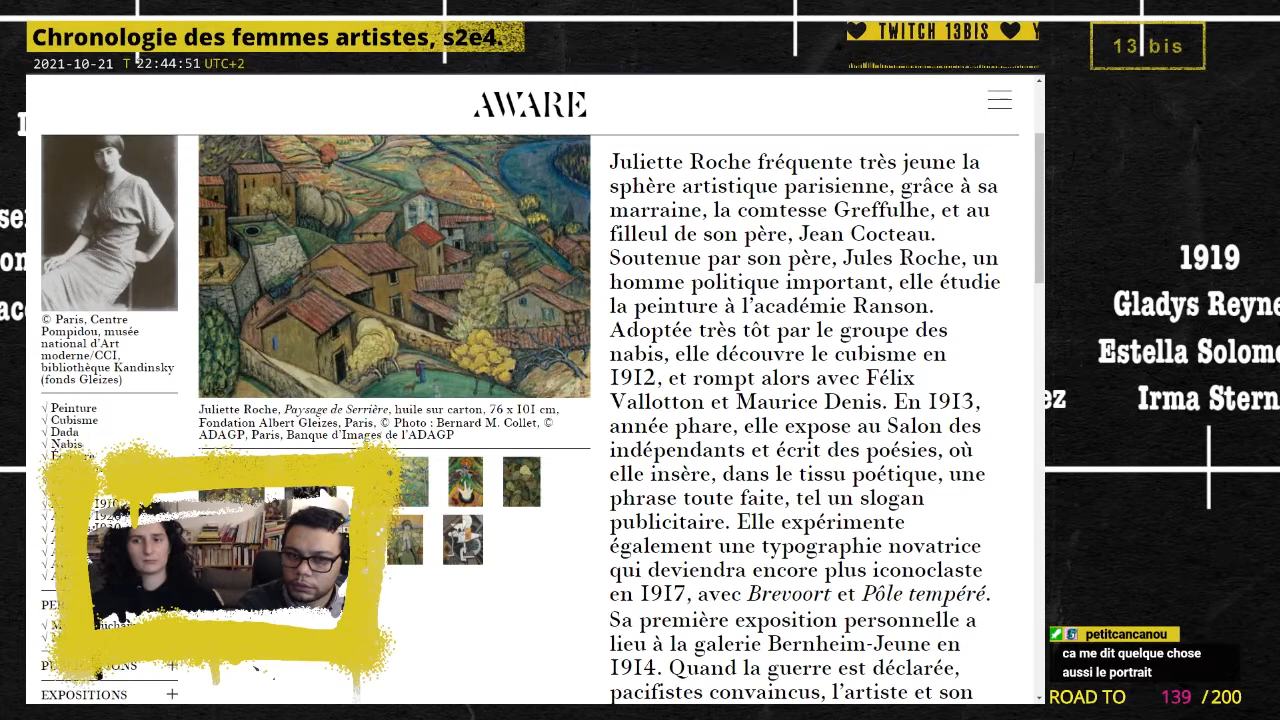 Chronologie des femmes artistes, s2e4.
2021-10-21 T 22:44:51 UTC+2
TWITCH 13BIS
13 bis
AWARE
© Paris, Centre
Pompidou, musée
national d'Art
moderne/CCI,
bibliothèque Kandinsky
(fonds Gleizes)
√ Peinture
√ Cubisme
√ Dada
√ Nabis
PUBLICATIONS +
EXPOSITIONS +
Juliette Roche, Paysage de Serrière, huile sur carton, 76 x 101 cm,
Fondation Albert Gleizes, Paris, © Photo : Bernard M. Collet, ©
ADAGP, Paris, Banque d'Images de l'ADAGP
Juliette Roche fréquente très jeune la
sphère artistique parisienne, grâce à sa
marraine, la comtesse Greffulhe, et au
filleul de son père, Jean Cocteau.
Soutenue par son père, Jules Roche, un
homme politique important, elle étudie
la peinture à l'académie Ranson.
Adoptée très tôt par le groupe des
nabis, elle découvre le cubisme en
1912, et rompt alors avec Félix
Vallotton et Maurice Denis. En 1913,
année phare, elle expose au Salon des
indépendants et écrit des poésies, où
elle insère, dans le tissu poétique, une
phrase toute faite, tel un slogan
publicitaire. Elle expérimente
également une typographie novatrice
qui deviendra encore plus iconoclaste
en 1917, avec Brevoort et Pôle tempéré.
Sa première exposition personnelle a
lieu à la galerie Bernheim-Jeune en
1914. Quand la guerre est déclarée,
pacifistes convaincus, l'artiste et son
1919
Gladys Reyne
Estella Solom
Irma Stern
ez
petitcancanou
ca me dit quelque chose
aussi le portrait
ROAD TO 139 / 200